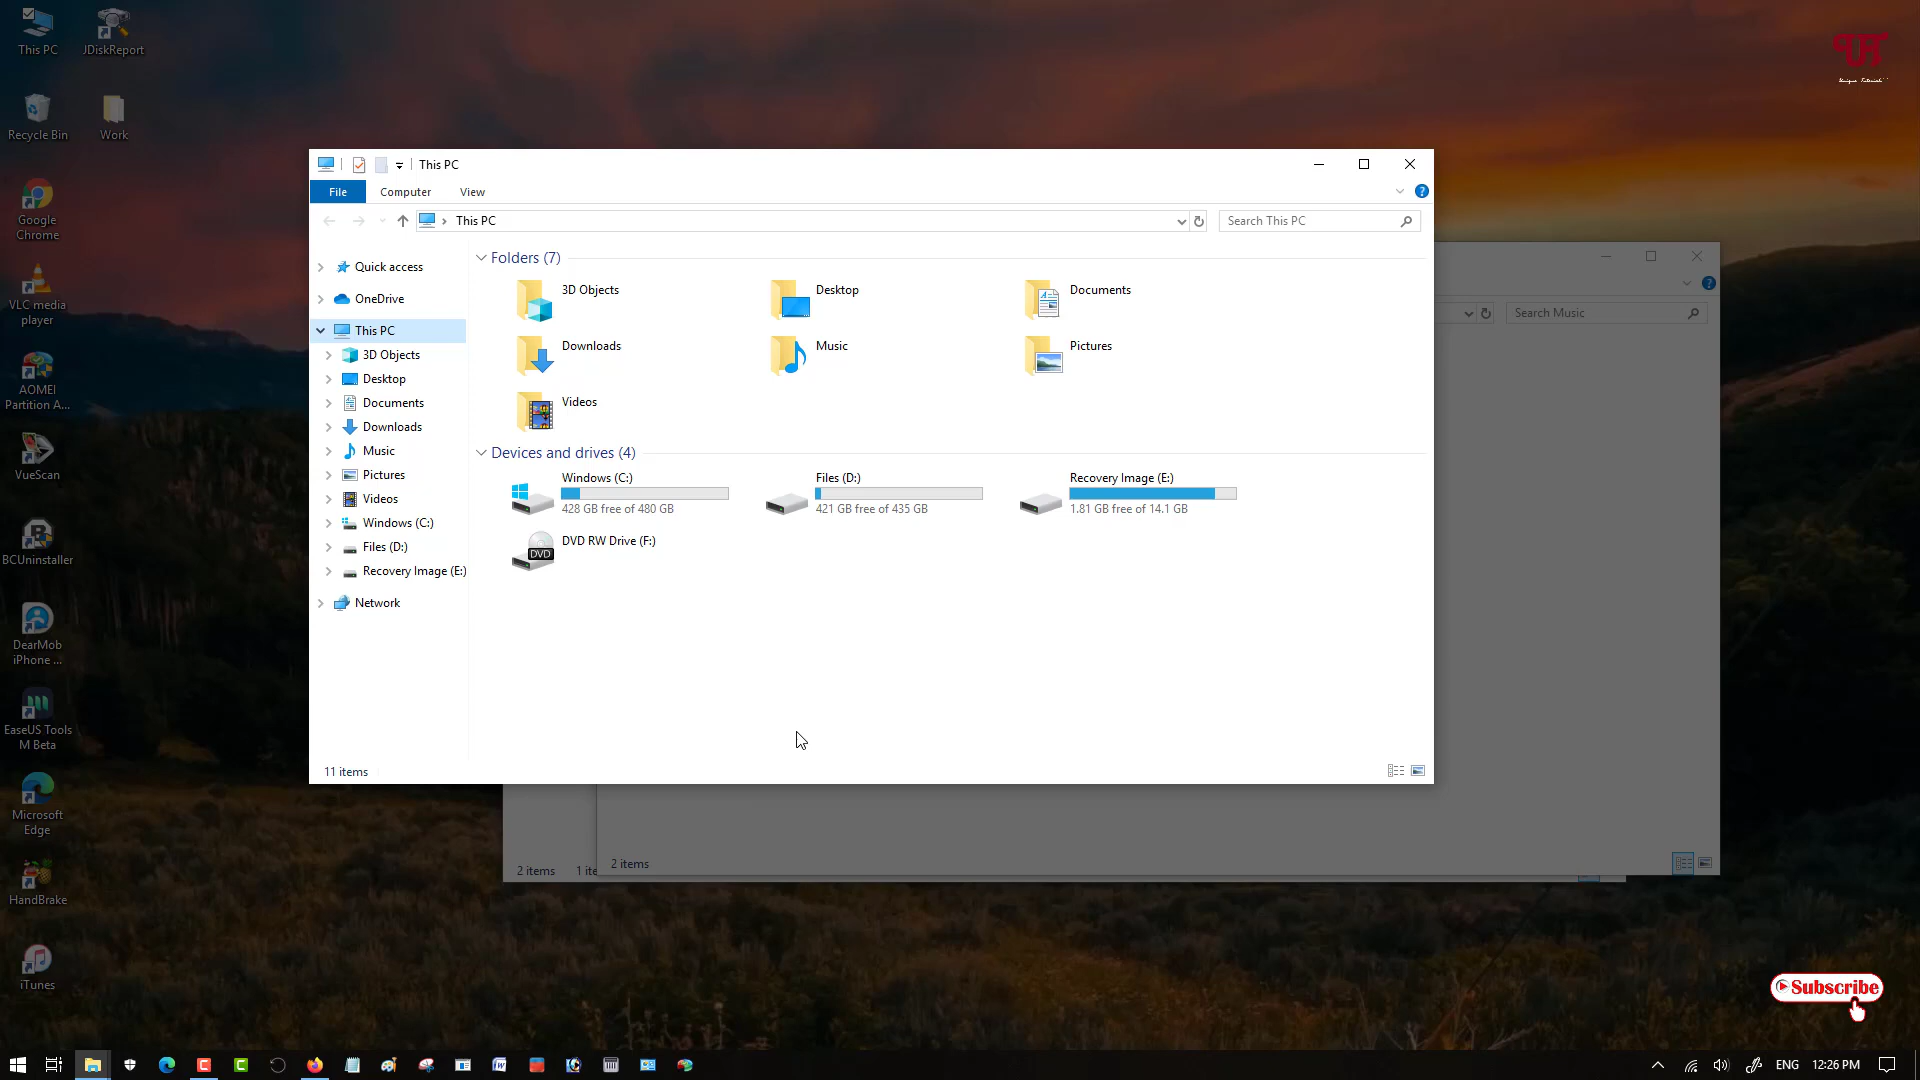 This PC
JDiskReport
Recycle Bin
Work
Google
Chrome
VLC media
player
AOMEI
Partition A...
VueScan
BCUninstaller
DearMob
iPhone ...
EaseUS Tools
M Beta
Microsoft
Edge
HandBrake
iTunes
UT
Unique Tutorials
This PC
File
Computer
View
This PC
Search This PC
Quick access
OneDrive
This PC
3D Objects
Desktop
Documents
Downloads
Music
Pictures
Videos
Windows (C:)
Files (D:)
Recovery Image (E:)
Network
Folders (7)
3D Objects
Desktop
Documents
Downloads
Music
Pictures
Videos
Devices and drives (4)
Windows (C:)
428 GB free of 480 GB
Files (D:)
421 GB free of 435 GB
Recovery Image (E:)
1.81 GB free of 14.1 GB
DVD
DVD RW Drive (F:)
11 items
Search Music
2 items
1 ite
2 items
Subscribe
ENG
12:26 PM